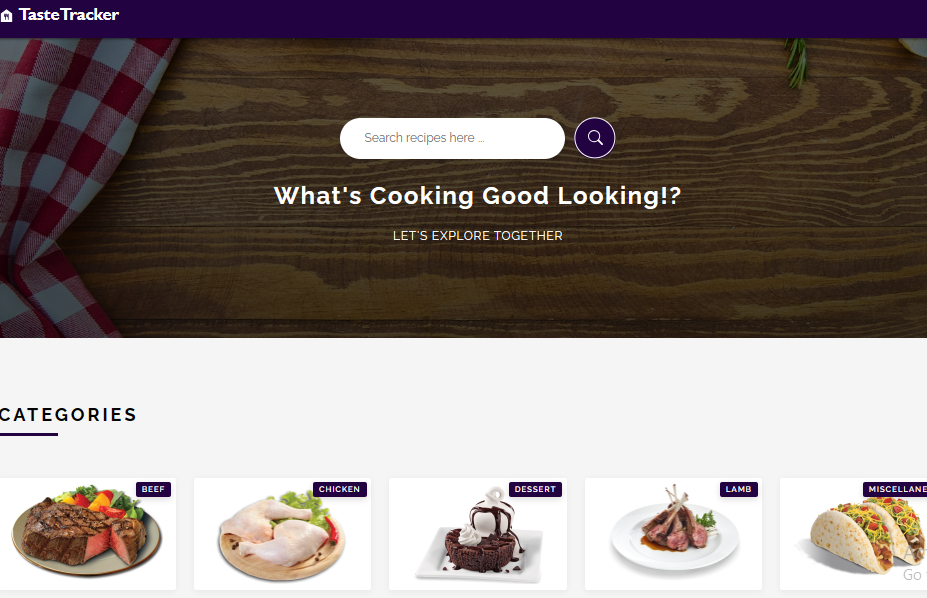 TasteTracker
Search recipes here ...
What's Cooking Good Looking!?
LET'S EXPLORE TOGETHER
CATEGORIES
BEEF
CHICKEN
DESSERT
LAMB
MISCELLANE
Go